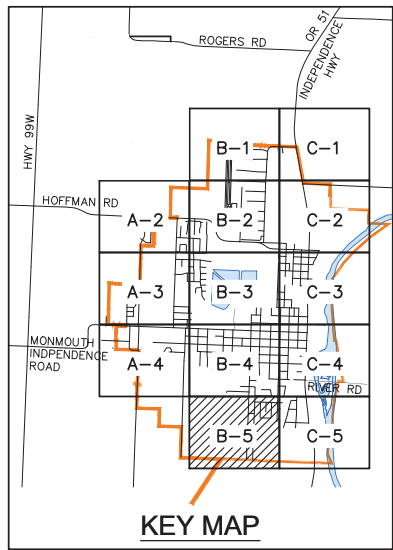 ROGERS RD
OR 51
INDEPENDENCE
HWY
HWY 99W
B-1
C-1
HOFFMAN RD
A-2
B-2
C-2
A-3
B-3
C-3
MONMOUTH
INDPENDENCE
ROAD
A-4
B-4
C-4
RIVER RD
B-5
C-5
KEY MAP